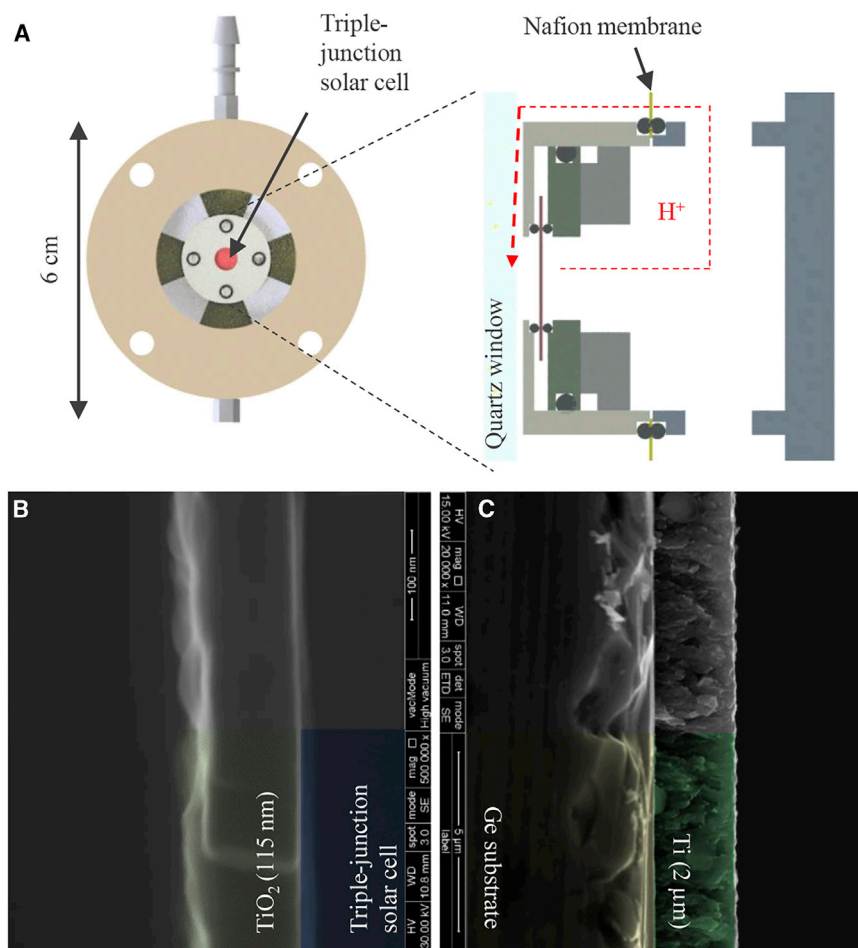 A
Triple-
junction
solar cell
6 cm
Nafion membrane
H+
Quartz window
B
TiO2 (115 nm)
Triple-junction
solar cell
100 nm
vacMode
High vacuum
mag □
500 000 x
mode
SE
spot
3.0
WD
10.8 mm
HV
30.00 kV
C
HV
15.00 kV
mag □
20 000 x
WD
11.0 mm
spot
3.0
det
ETD
mode
SE
5 µm
label
Ge substrate
Ti (2 µm)